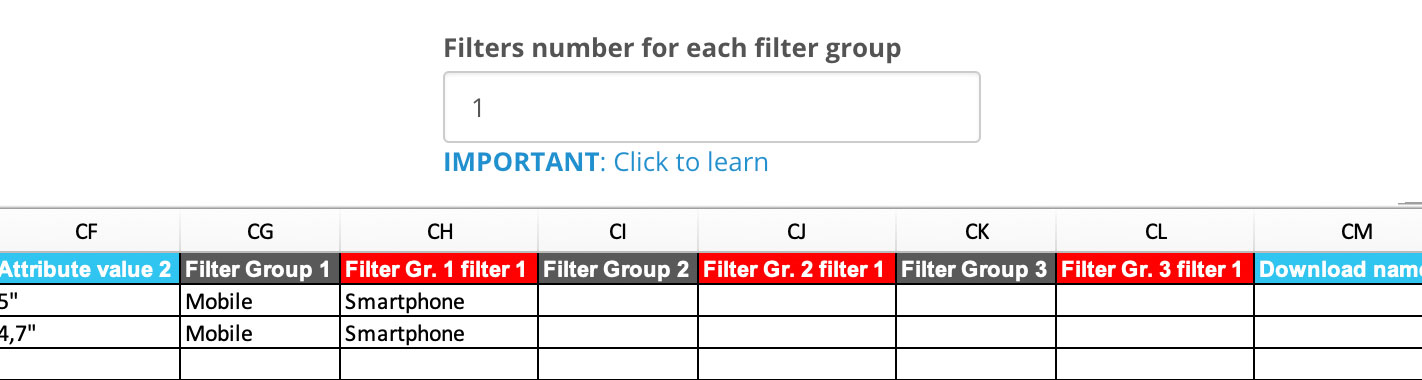 Filters number for each filter group
1
IMPORTANT: Click to learn
CF CG CH CI CJ CK CL CM
Attribute value 2 Filter Group 1 Filter Gr. 1 filter 1 Filter Group 2 Filter Gr. 2 filter 1 Filter Group 3 Filter Gr. 3 filter 1 Download name
5" Mobile Smartphone
4,7" Mobile Smartphone